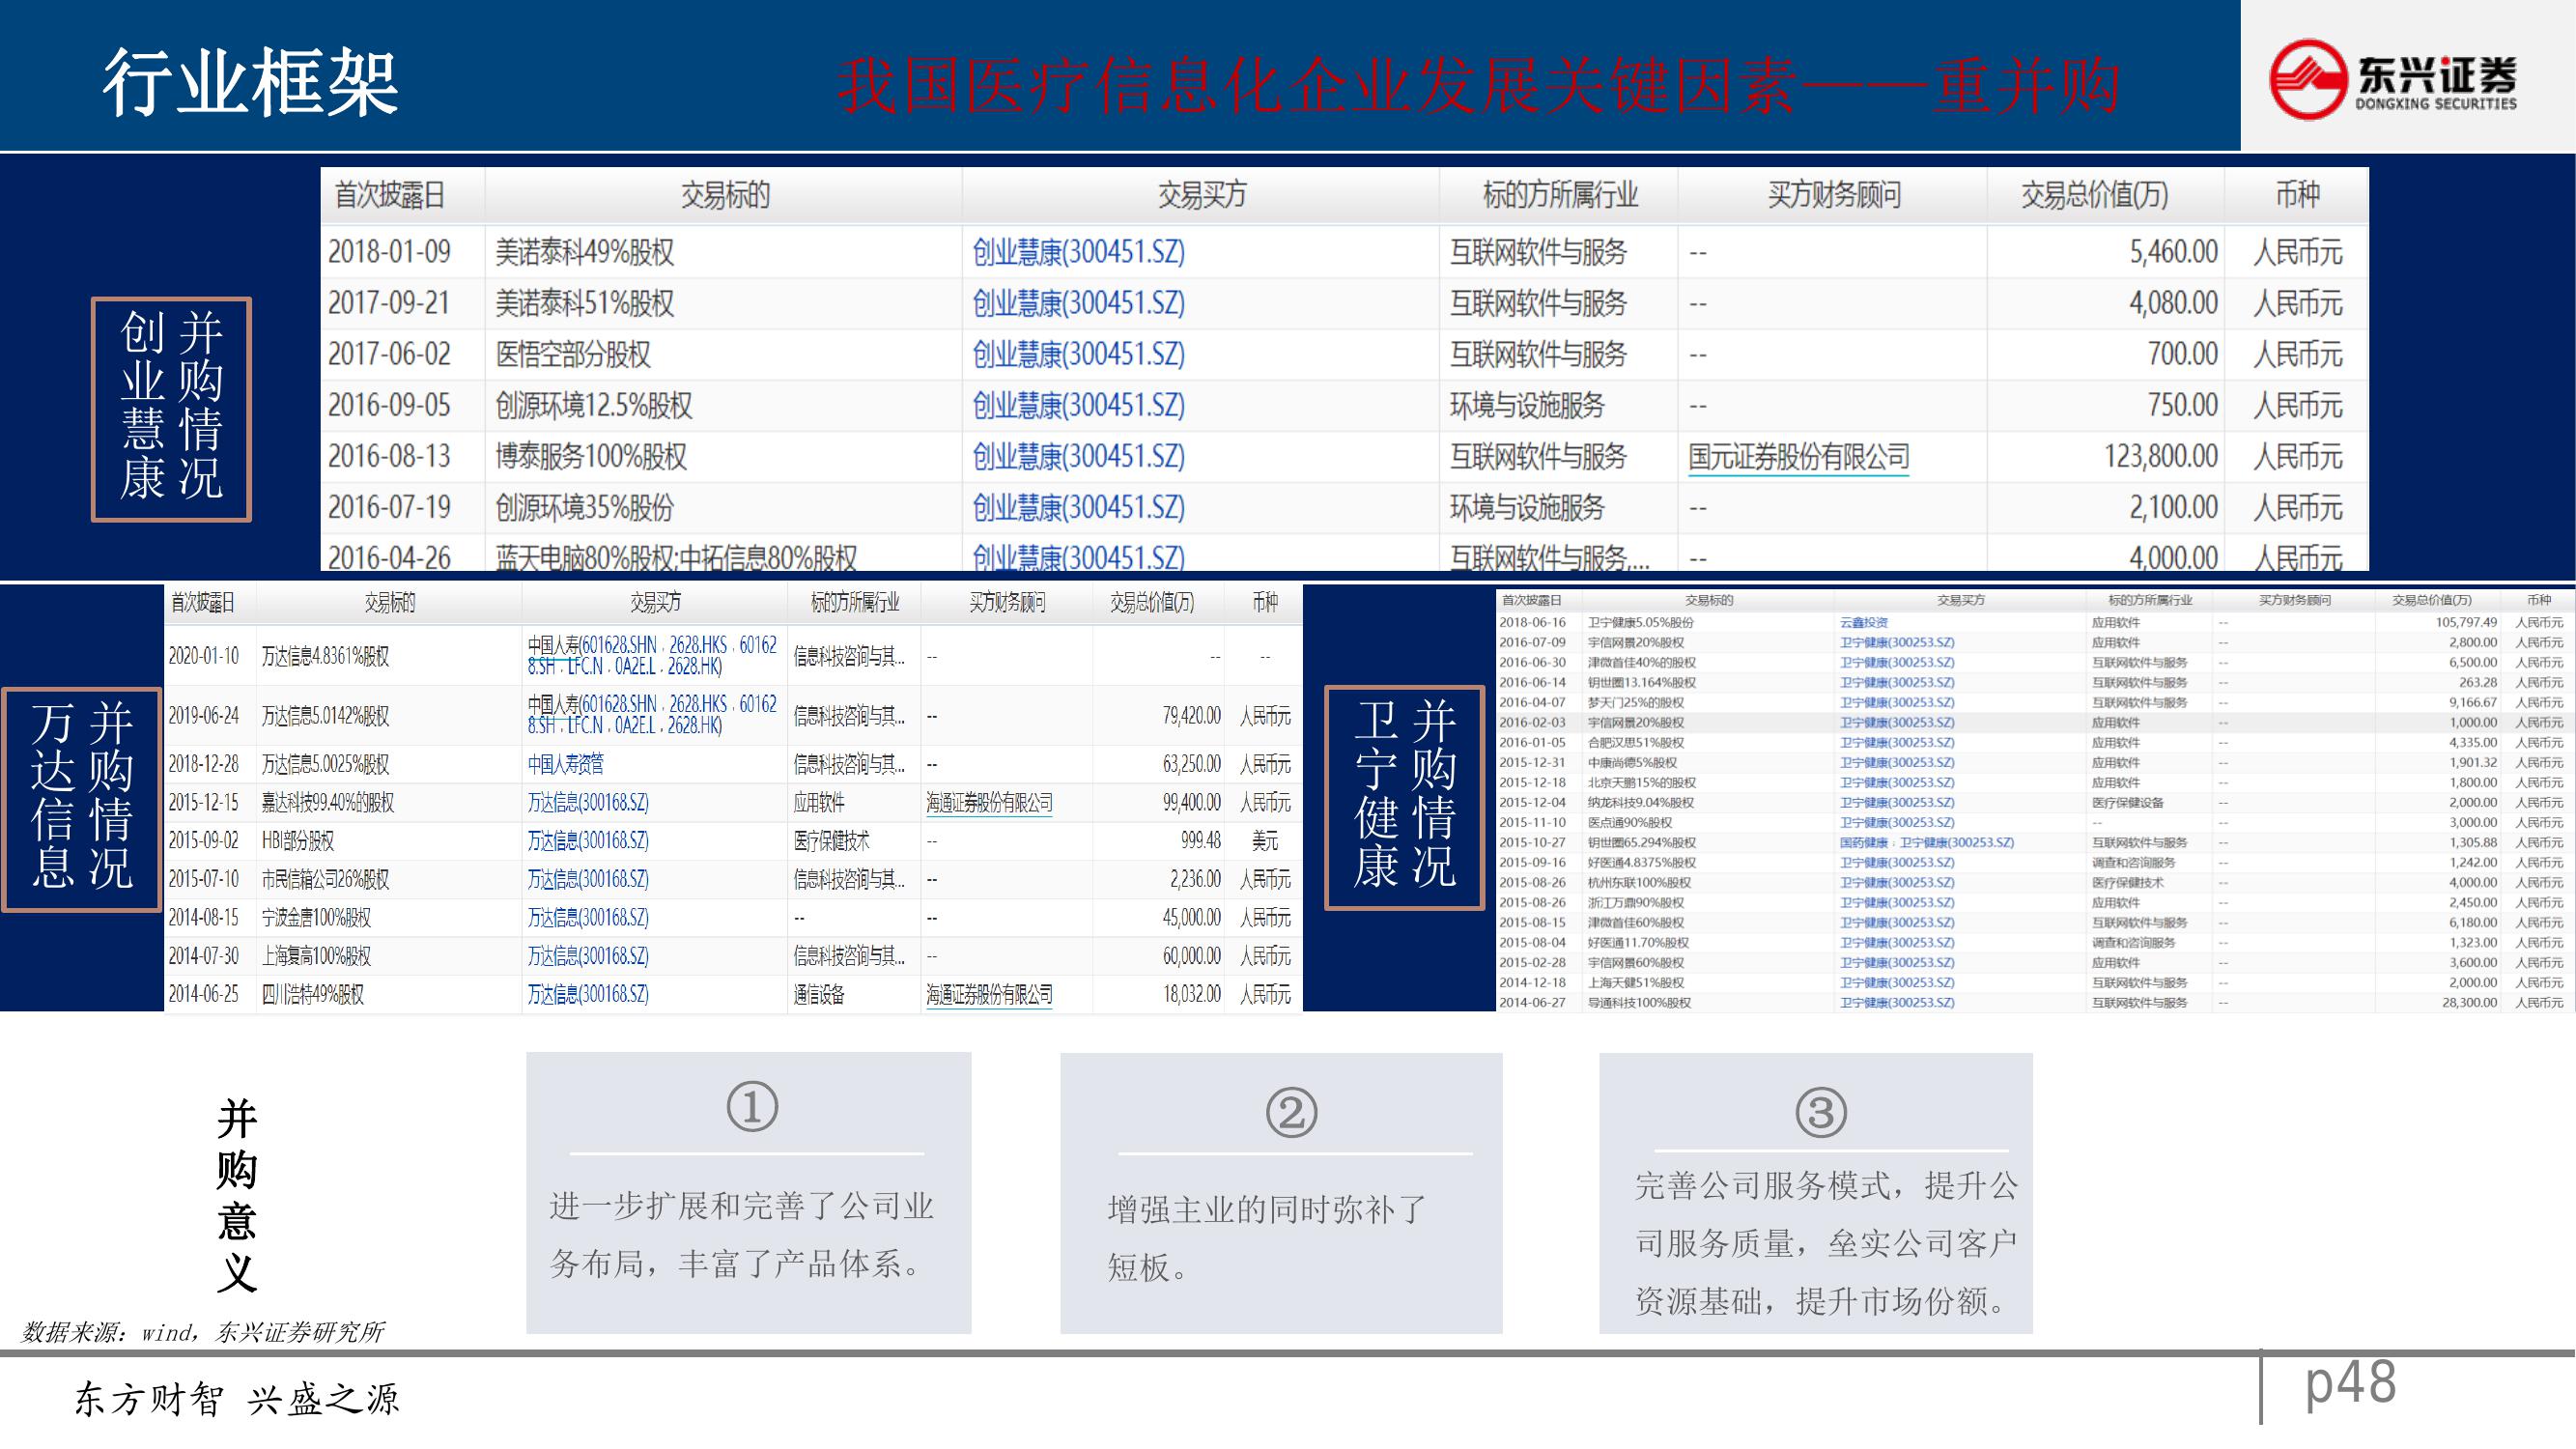 行业框架
我国医疗信息化企业发展关键因素——重并购
东兴证券
DONGXING SECURITIES
创业慧康
并购情况
首次披露日 交易标的 交易买方 标的方所属行业 买方财务顾问 交易总价值(万) 币种
2018-01-09 美诺泰科49%股权 创业慧康(300451.SZ) 互联网软件与服务 -- 5,460.00 人民币元
2017-09-21 美诺泰科51%股权 创业慧康(300451.SZ) 互联网软件与服务 -- 4,080.00 人民币元
2017-06-02 医悟空部分股权 创业慧康(300451.SZ) 互联网软件与服务 -- 700.00 人民币元
2016-09-05 创源环境12.5%股权 创业慧康(300451.SZ) 环境与设施服务 -- 750.00 人民币元
2016-08-13 博泰服务100%股权 创业慧康(300451.SZ) 互联网软件与服务 国元证券股份有限公司 123,800.00 人民币元
2016-07-19 创源环境35%股份 创业慧康(300451.SZ) 环境与设施服务 -- 2,100.00 人民币元
2016-04-26 蓝天电脑80%股权;中拓信息80%股权 创业慧康(300451.SZ) 互联网软件与服务,... -- 4,000.00 人民币元
万达信息
并购情况
首次披露日 交易标的 交易买方 标的方所属行业 买方财务顾问 交易总价值(万) 币种
2020-01-10 万达信息4.8361%股权 中国人寿(601628.SHN﹐2628.HKS﹐601628.SH﹐LFC.N﹐0A2E.L﹐2628.HK) 信息科技咨询与其... -- -- --
2019-06-24 万达信息5.0142%股权 中国人寿(601628.SHN﹐2628.HKS﹐601628.SH﹐LFC.N﹐0A2E.L﹐2628.HK) 信息科技咨询与其... -- 79,420.00 人民币元
2018-12-28 万达信息5.0025%股权 中国人寿资管 信息科技咨询与其... -- 63,250.00 人民币元
2015-12-15 嘉达科技99.40%的股权 万达信息(300168.SZ) 应用软件 海通证券股份有限公司 99,400.00 人民币元
2015-09-02 HBI部分股权 万达信息(300168.SZ) 医疗保健技术 -- 999.48 美元
2015-07-10 市民信箱公司26%股权 万达信息(300168.SZ) 信息科技咨询与其... -- 2,236.00 人民币元
2014-08-15 宁波金唐100%股权 万达信息(300168.SZ) -- -- 45,000.00 人民币元
2014-07-30 上海复高100%股权 万达信息(300168.SZ) 信息科技咨询与其... -- 60,000.00 人民币元
2014-06-25 四川浩特49%股权 万达信息(300168.SZ) 通信设备 海通证券股份有限公司 18,032.00 人民币元
卫宁健康
并购情况
首次披露日 交易标的 交易买方 标的方所属行业 买方财务顾问 交易总价值(万) 币种
2018-06-16 卫宁健康5.05%股份 云鑫投资 应用软件 -- 105,797.49 人民币元
2016-07-09 宇信网景20%股权 卫宁健康(300253.SZ) 应用软件 -- 2,800.00 人民币元
2016-06-30 津微首佳40%的股权 卫宁健康(300253.SZ) 互联网软件与服务 -- 6,500.00 人民币元
2016-06-14 钥世圈13.164%股权 卫宁健康(300253.SZ) 互联网软件与服务 -- 263.28 人民币元
2016-04-07 梦天门25%的股权 卫宁健康(300253.SZ) 互联网软件与服务 -- 9,166.67 人民币元
2016-02-03 宇信网景20%股权 卫宁健康(300253.SZ) 应用软件 -- 1,000.00 人民币元
2016-01-05 合肥汉思51%股权 卫宁健康(300253.SZ) 应用软件 -- 4,335.00 人民币元
2015-12-31 中康尚德5%股权 卫宁健康(300253.SZ) 应用软件 -- 1,901.32 人民币元
2015-12-18 北京天鹏15%的股权 卫宁健康(300253.SZ) 应用软件 -- 1,800.00 人民币元
2015-12-04 纳龙科技9.04%股权 卫宁健康(300253.SZ) 医疗保健设备 -- 2,000.00 人民币元
2015-11-10 医点通90%股权 卫宁健康(300253.SZ) -- -- 3,000.00 人民币元
2015-10-27 钥世圈65.294%股权 国药健康﹐卫宁健康(300253.SZ) 互联网软件与服务 -- 1,305.88 人民币元
2015-09-16 好医通4.8375%股权 卫宁健康(300253.SZ) 调查和咨询服务 -- 1,242.00 人民币元
2015-08-26 杭州东联100%股权 卫宁健康(300253.SZ) 医疗保健技术 -- 4,000.00 人民币元
2015-08-26 浙江万鼎90%股权 卫宁健康(300253.SZ) 应用软件 -- 2,450.00 人民币元
2015-08-15 津微首佳60%股权 卫宁健康(300253.SZ) 互联网软件与服务 -- 6,180.00 人民币元
2015-08-04 好医通11.70%股权 卫宁健康(300253.SZ) 调查和咨询服务 -- 1,323.00 人民币元
2015-02-28 宇信网景60%股权 卫宁健康(300253.SZ) 应用软件 -- 3,600.00 人民币元
2014-12-18 上海天健51%股权 卫宁健康(300253.SZ) 互联网软件与服务 -- 2,000.00 人民币元
2014-06-27 导通科技100%股权 卫宁健康(300253.SZ) 互联网软件与服务 -- 28,300.00 人民币元
并购意义
①
进一步扩展和完善了公司业
务布局，丰富了产品体系。
②
增强主业的同时弥补了
短板。
③
完善公司服务模式，提升公
司服务质量，垒实公司客户
资源基础，提升市场份额。
数据来源：wind，东兴证券研究所
东方财智 兴盛之源
p48